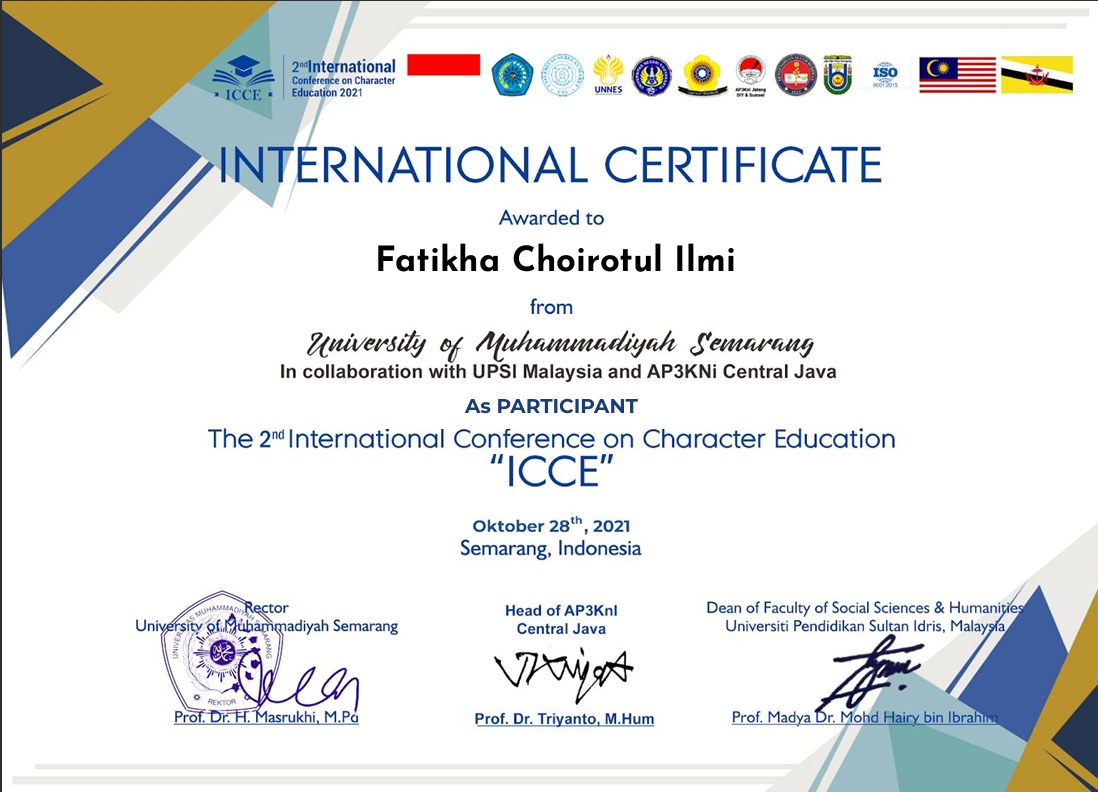 2nd International
Conference on Character
Education 2021
ICCE
UNNES
AP3KnI Jateng
DIY & Sumsel
ISO
9001:2015
INTERNATIONAL CERTIFICATE
Awarded to
Fatikha Choirotul Ilmi
from
University of Muhammadiyah Semarang
In collaboration with UPSI Malaysia and AP3KNi Central Java
As PARTICIPANT
The 2nd International Conference on Character Education
“ICCE”
Oktober 28th, 2021
Semarang, Indonesia
Rector
University of Muhammadiyah Semarang
UNIVERSITAS MUHAMMADIYAH SEMARANG
REKTOR
Prof. Dr. H. Masrukhi, M.Pd
Head of AP3KnI
Central Java
Prof. Dr. Triyanto, M.Hum
Dean of Faculty of Social Sciences & Humanities
Universiti Pendidikan Sultan Idris, Malaysia
Prof. Madya Dr. Mohd Hairy bin Ibrahim